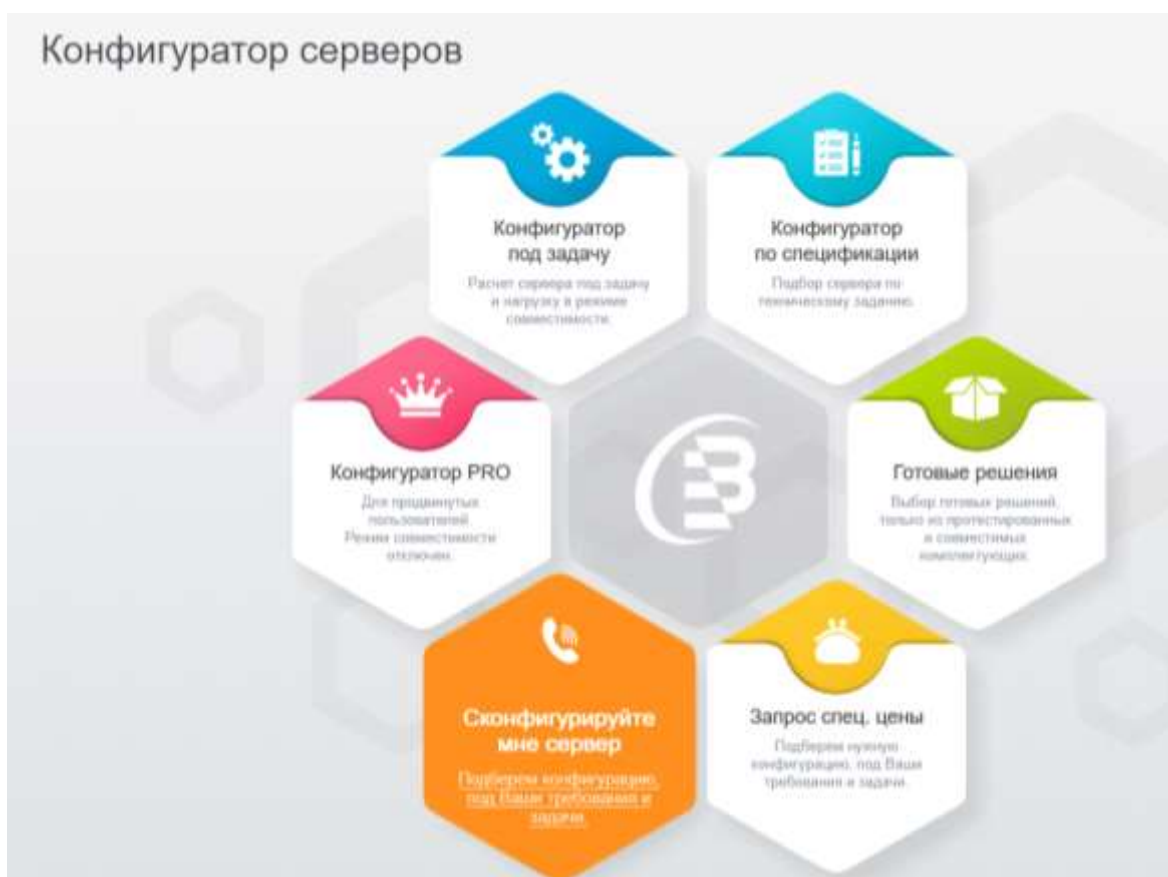 Конфигуратор серверов
Конфигуратор
под задачу
Расчет сервера под задачу
и нагрузку в режиме
совместимости.
Конфигуратор
по спецификации
Подбор сервера по
техническому заданию.
Конфигуратор PRO
Для продвинутых
пользователей.
Режим совместимости
отключен.
Готовые решения
Выбор готовых решений,
только из протестированных
и совместимых
комплектующих.
Сконфигурируйте
мне сервер
Подберем конфигурацию,
под Ваши требования и
задачи.
Запрос спец. цены
Подберем нужную
конфигурацию, под Ваши
требования и задачи.